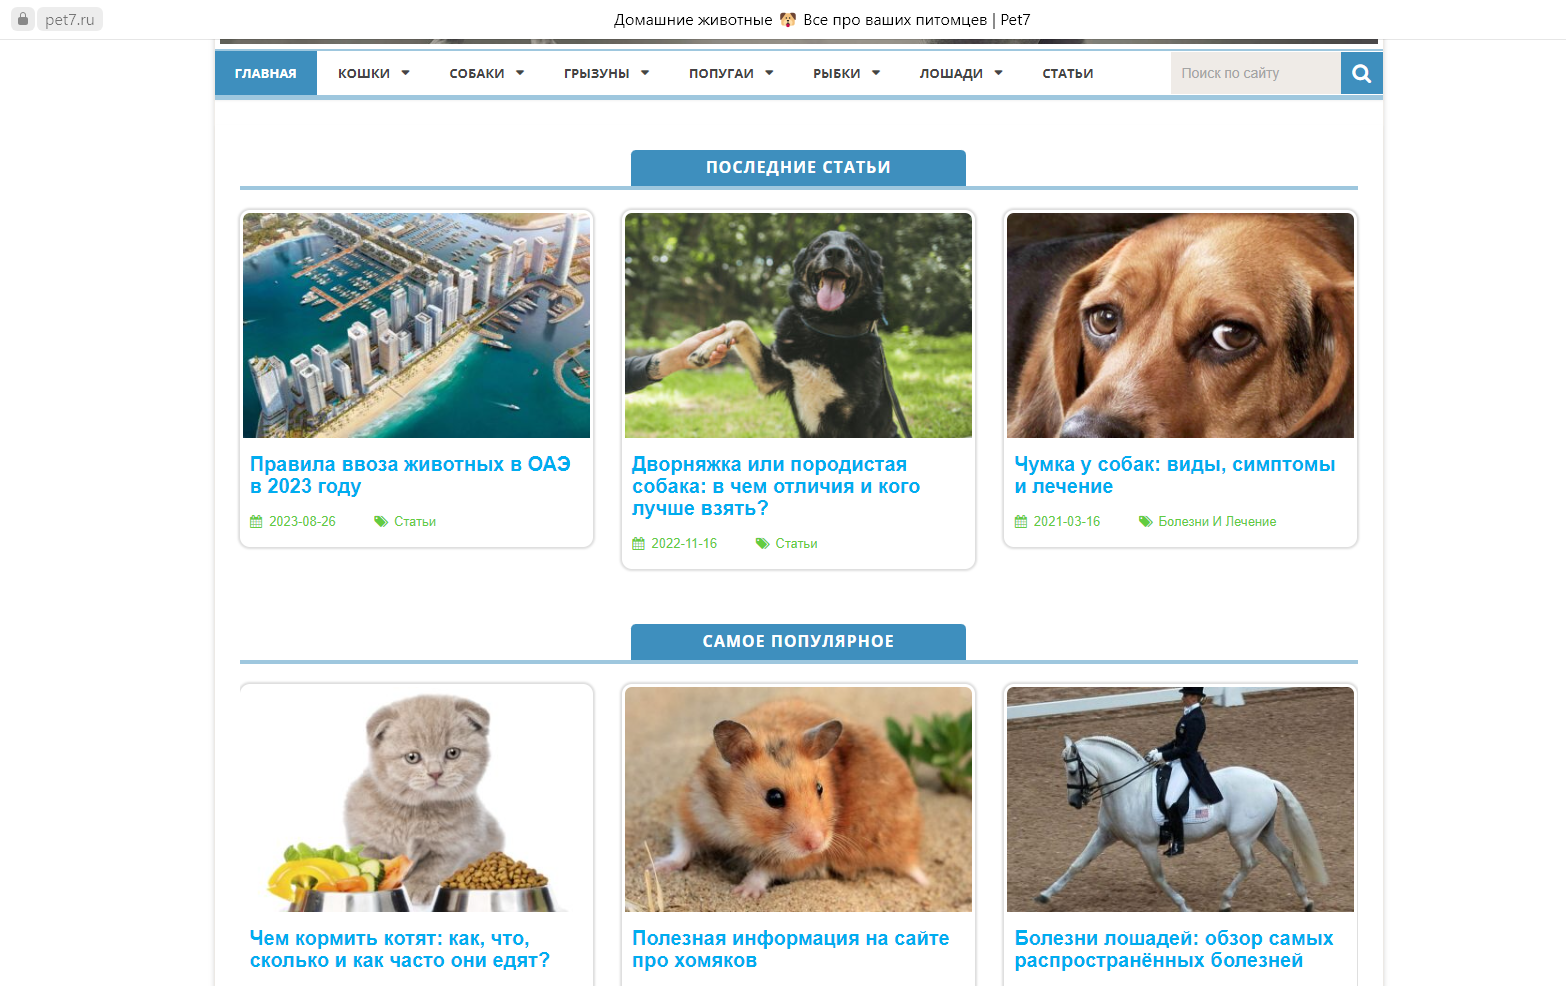 pet7.ru
Домашние животные 🐶 Все про ваших питомцев | Pet7
ГЛАВНАЯ КОШКИ СОБАКИ ГРЫЗУНЫ ПОПУГАИ РЫБКИ ЛОШАДИ СТАТЬИ Поиск по сайту
ПОСЛЕДНИЕ СТАТЬИ
Правила ввоза животных в ОАЭ
в 2023 году
2023-08-26 Статьи
Дворняжка или породистая
собака: в чем отличия и кого
лучше взять?
2022-11-16 Статьи
Чумка у собак: виды, симптомы
и лечение
2021-03-16 Болезни И Лечение
САМОЕ ПОПУЛЯРНОЕ
Чем кормить котят: как, что,
сколько и как часто они едят?
Полезная информация на сайте
про хомяков
Болезни лошадей: обзор самых
распространённых болезней